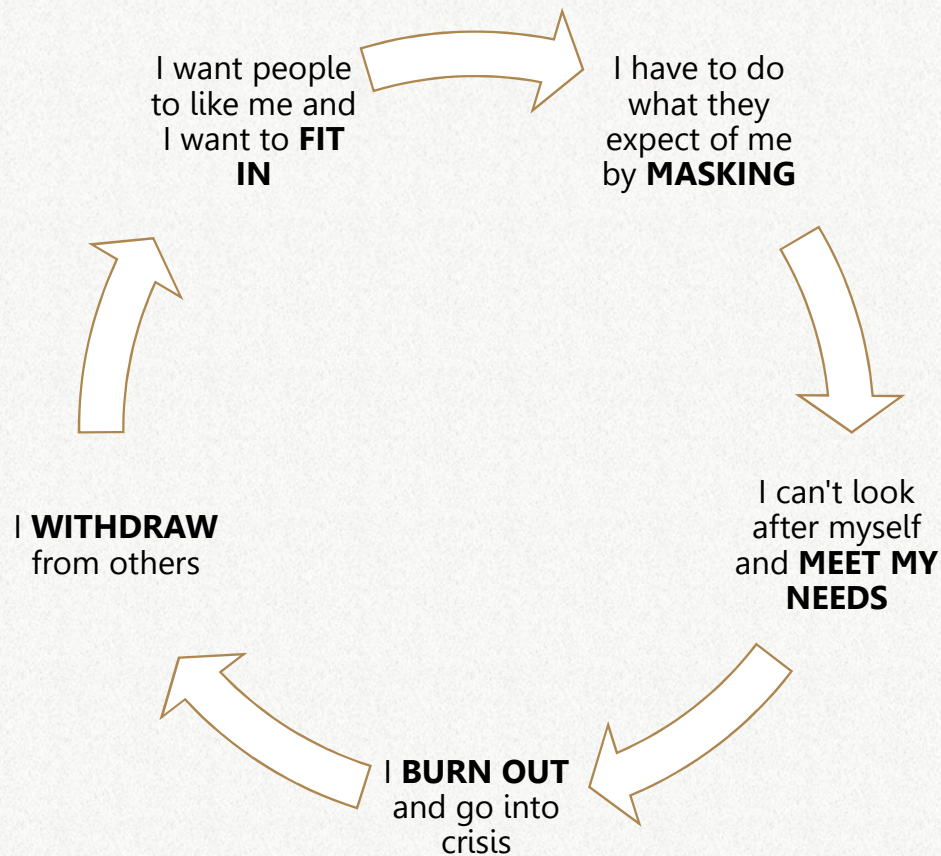 I want people
to like me and
I want to FIT
IN
I have to do
what they
expect of me
by MASKING
I can't look
after myself
and MEET MY
NEEDS
I BURN OUT
and go into
crisis
I WITHDRAW
from others